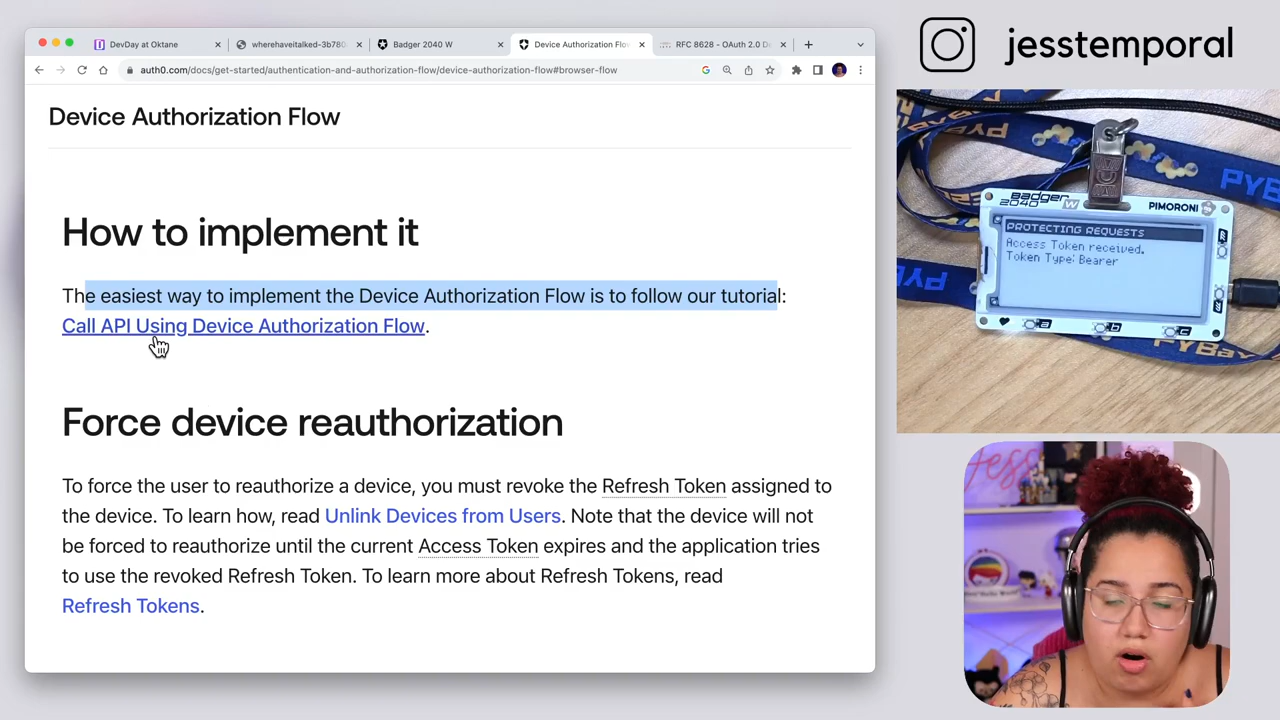 DevDay at Oktane
wherehaveitalked-3b780
Badger 2040 W
Device Authorization Flo
RFC 8628 - OAuth 2.0 De
auth0.com/docs/get-started/authentication-and-authorization-flow/device-authorization-flow#browser-flow
Device Authorization Flow
How to implement it
The easiest way to implement the Device Authorization Flow is to follow our tutorial:
Call API Using Device Authorization Flow.
Force device reauthorization
To force the user to reauthorize a device, you must revoke the Refresh Token assigned to
the device. To learn how, read Unlink Devices from Users. Note that the device will not
be forced to reauthorize until the current Access Token expires and the application tries
to use the revoked Refresh Token. To learn more about Refresh Tokens, read
Refresh Tokens.
jesstemporal
PYBAY
PYBay
Badger
2040 W
PIMORONI
PROTECTING REQUESTS
Access Token received.
Token Type: Bearer
a
b
c
PYBay